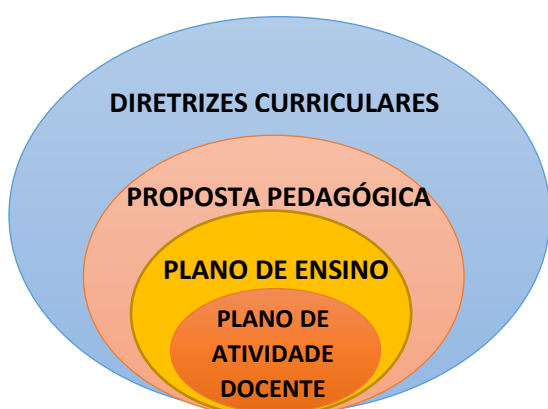 DIRETRIZES CURRICULARES
PROPOSTA PEDAGÓGICA
PLANO DE ENSINO
PLANO DE
ATIVIDADE
DOCENTE